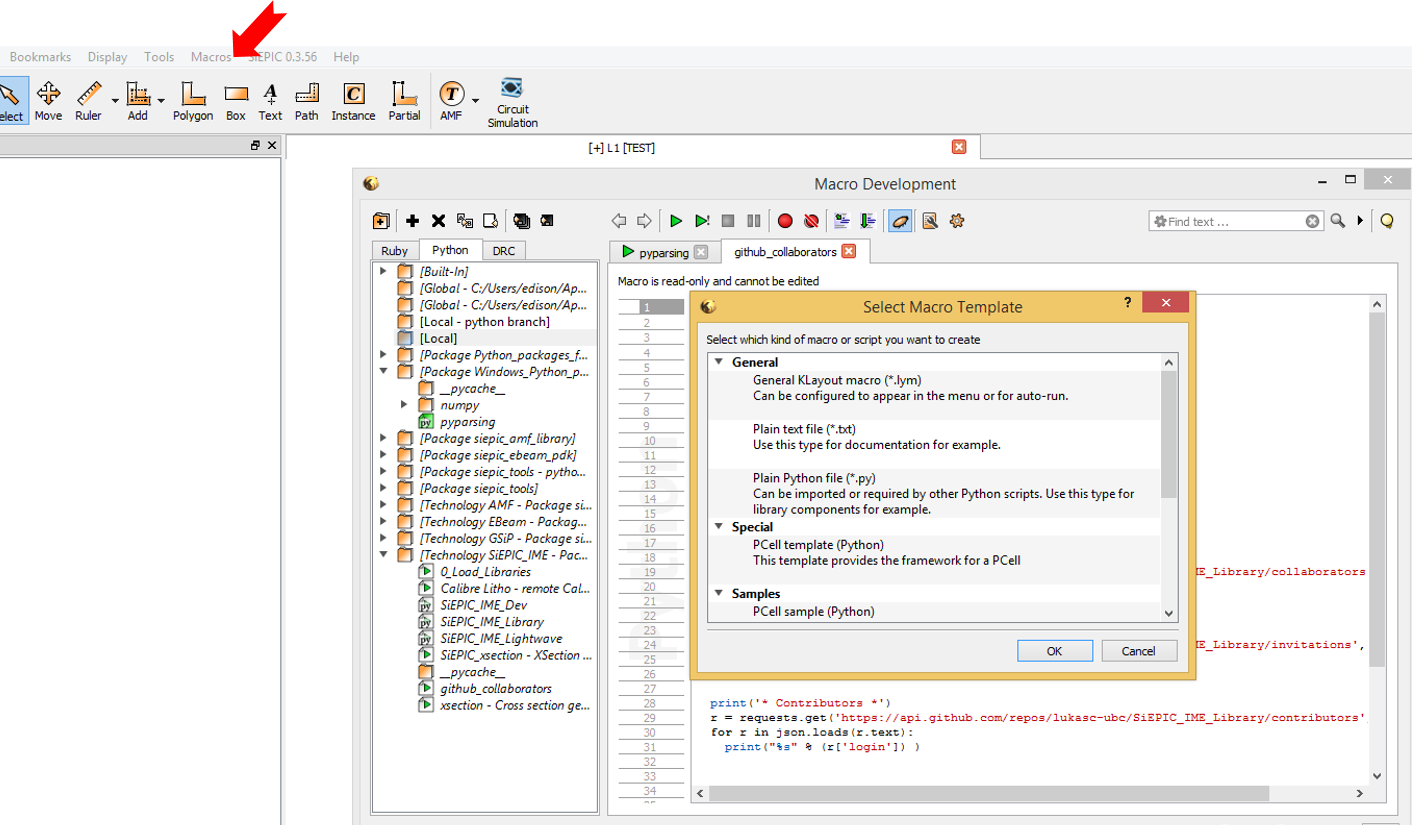 Bookmarks Display Tools Macros SiEPIC 0.3.56 Help
elect Move Ruler Add Polygon Box Text Path Instance Partial AMF Circuit Simulation
[+] L1 [TEST]
Macro Development
Find text ...
Ruby Python DRC
pyparsing github_collaborators
Macro is read-only and cannot be edited
[Built-In]
[Global - C:/Users/edison/Ap...
[Global - C:/Users/edison/Ap...
[Local - python branch]
[Local]
[Package Python_packages_f...
[Package Windows_Python_p...
__pycache__
numpy
pyparsing
[Package siepic_amf_library]
[Package siepic_ebeam_pdk]
[Package siepic_tools - pytho...
[Package siepic_tools]
[Technology AMF - Package si...
[Technology EBeam - Packag...
[Technology GSiP - Package si...
[Technology SiEPIC_IME - Pac...
0_Load_Libraries
Calibre Litho - remote Cal...
SiEPIC_IME_Dev
SiEPIC_IME_Library
SiEPIC_IME_Lightwave
SiEPIC_xsection - XSection ...
__pycache__
github_collaborators
xsection - Cross section ge...
1
2
3
4
5
6
7
8
9
10
11
12
13
14
15
16
17
18
19
20
21
22
23
24
25
26
27
28
29
30
31
32
33
34
Python
Select Macro Template
?
Select which kind of macro or script you want to create
General
General KLayout macro (*.lym)
Can be configured to appear in the menu or for auto-run.
Plain text file (*.txt)
Use this type for documentation for example.
Plain Python file (*.py)
Can be imported or required by other Python scripts. Use this type for
library components for example.
Special
PCell template (Python)
This template provides the framework for a PCell
Samples
PCell sample (Python)
OK Cancel
ME_Library/collaborators
ME_Library/invitations',
print('* Contributors *')
r = requests.get('https://api.github.com/repos/lukasc-ubc/SiEPIC_IME_Library/contributors'
for r in json.loads(r.text):
print("%s" % (r['login']) )